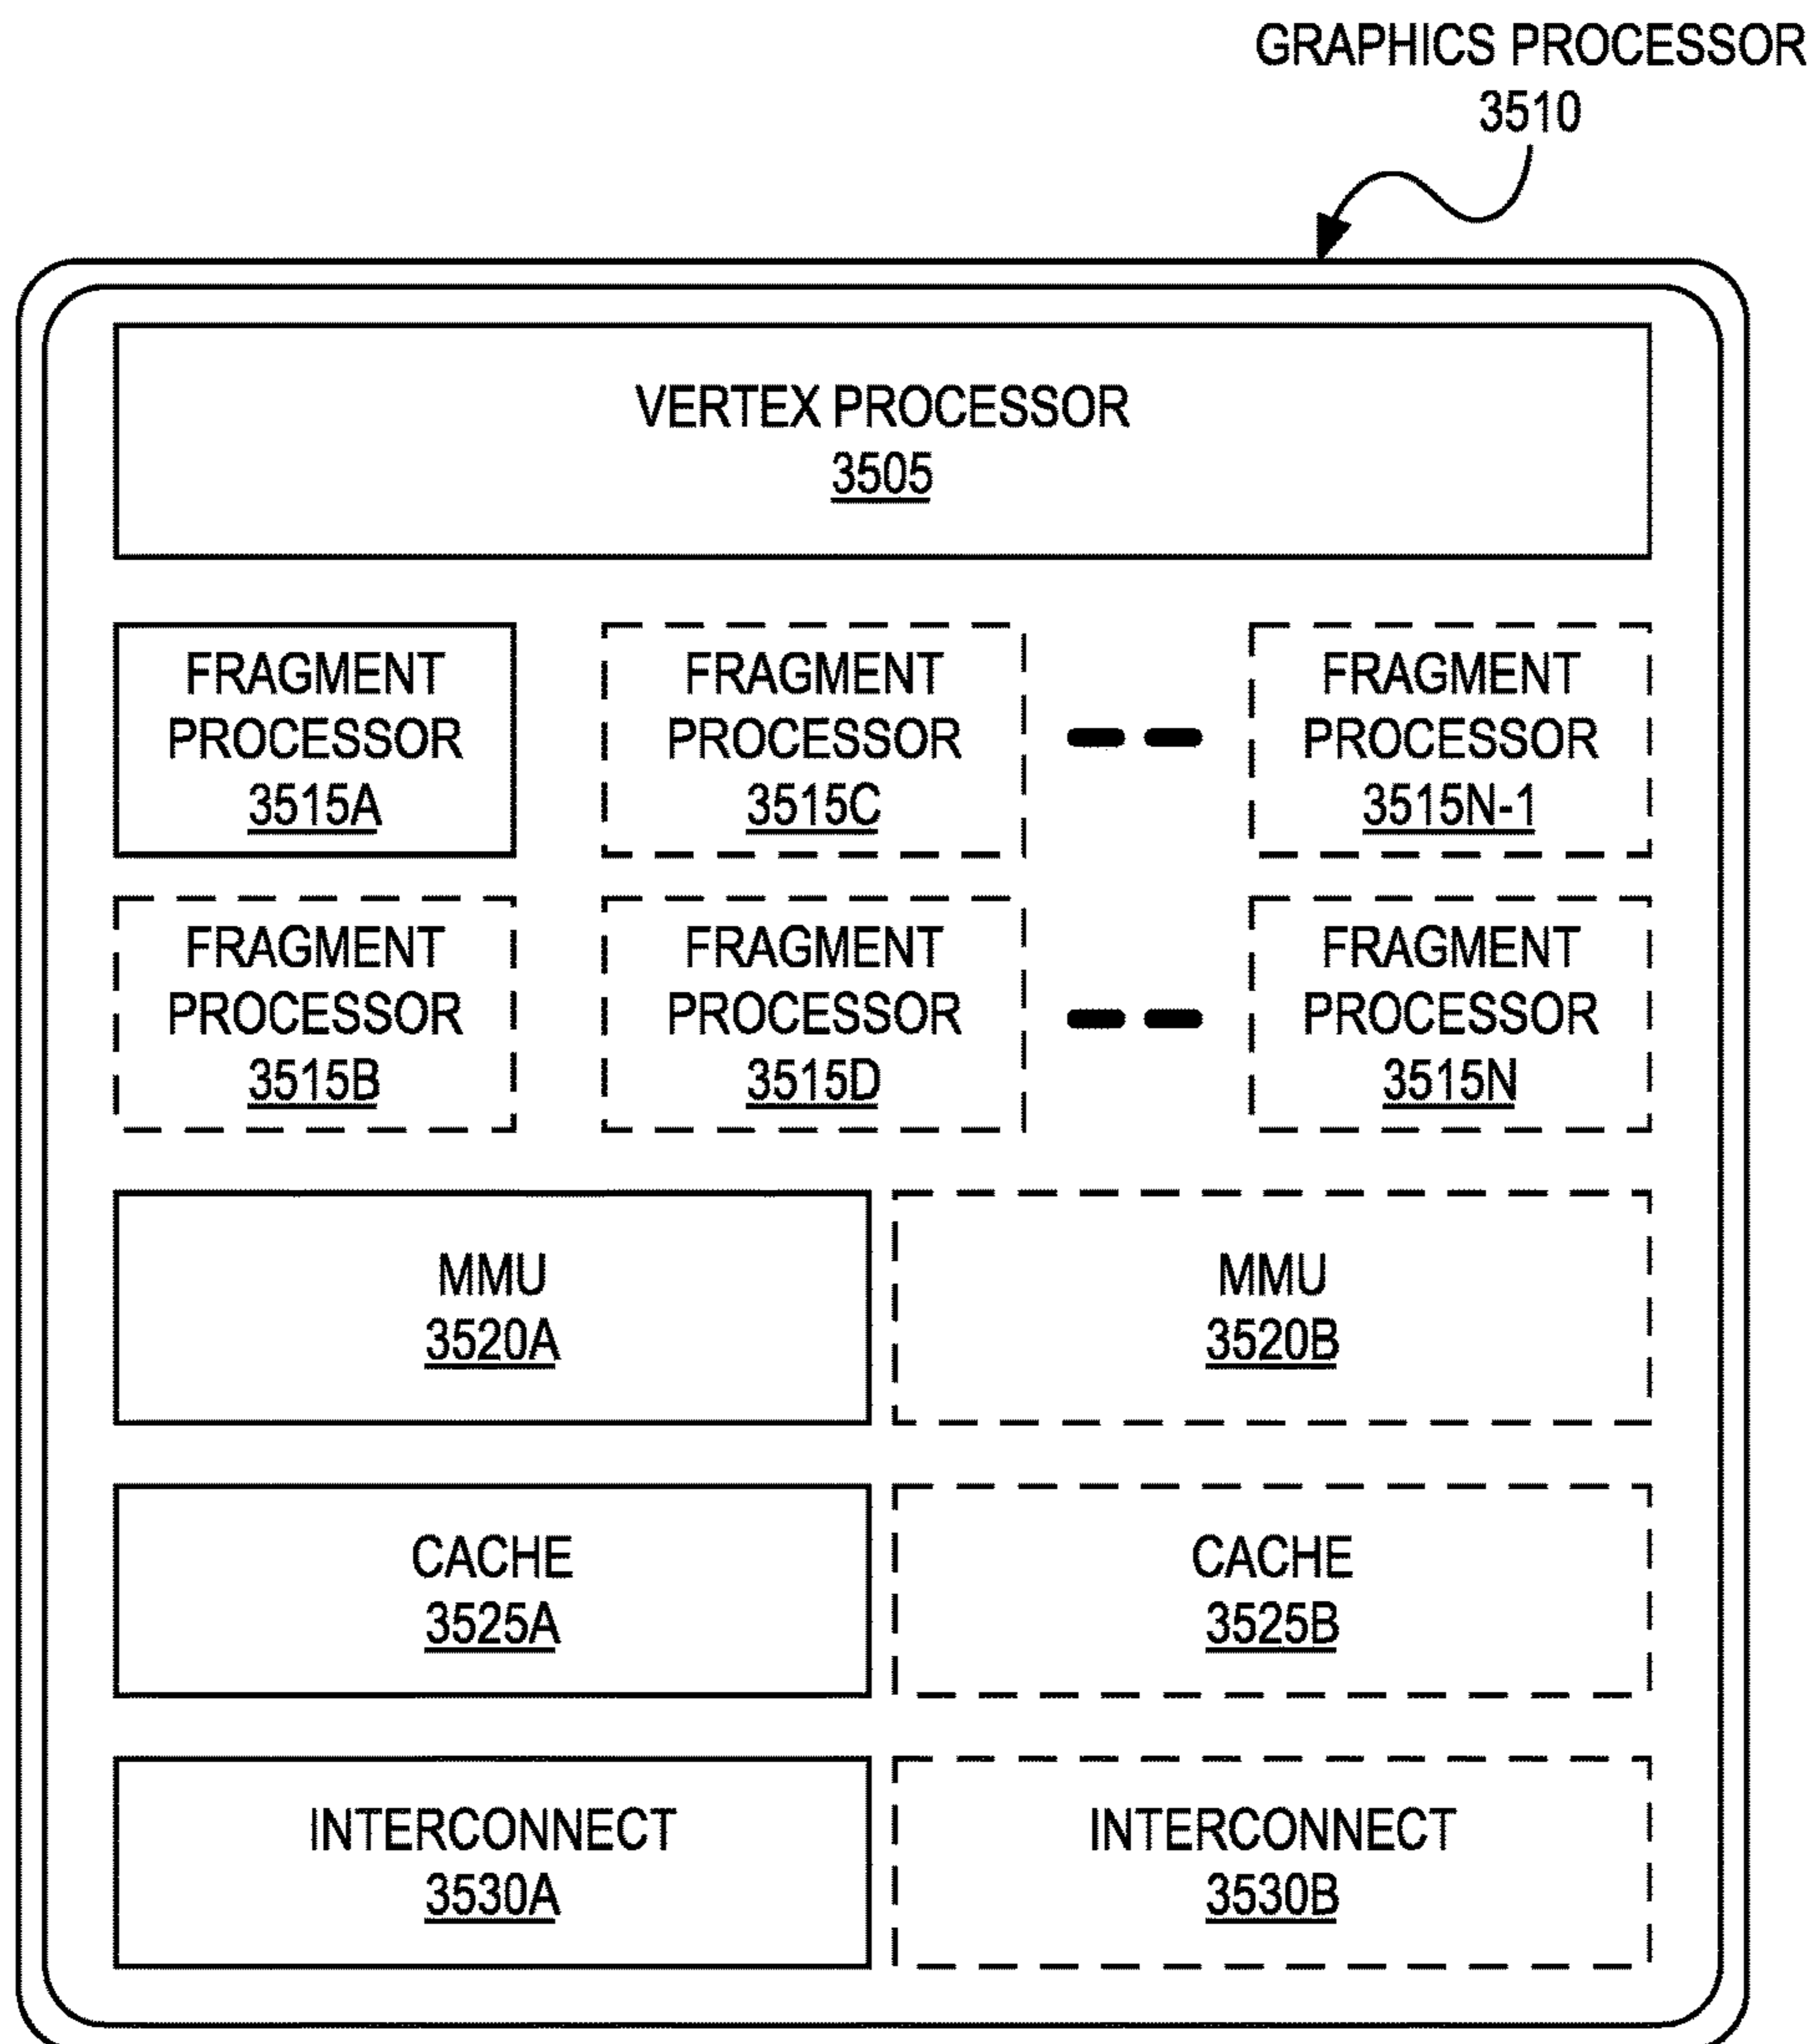 GRAPHICS PROCESSOR
3510
VERTEX PROCESSOR
3505
FRAGMENT
PROCESSOR
3515A
FRAGMENT
PROCESSOR
3515C
FRAGMENT
PROCESSOR
3515N-1
FRAGMENT
PROCESSOR
3515B
FRAGMENT
PROCESSOR
3515D
FRAGMENT
PROCESSOR
3515N
MMU
3520A
MMU
3520B
CACHE
3525A
CACHE
3525B
INTERCONNECT
3530A
INTERCONNECT
3530B